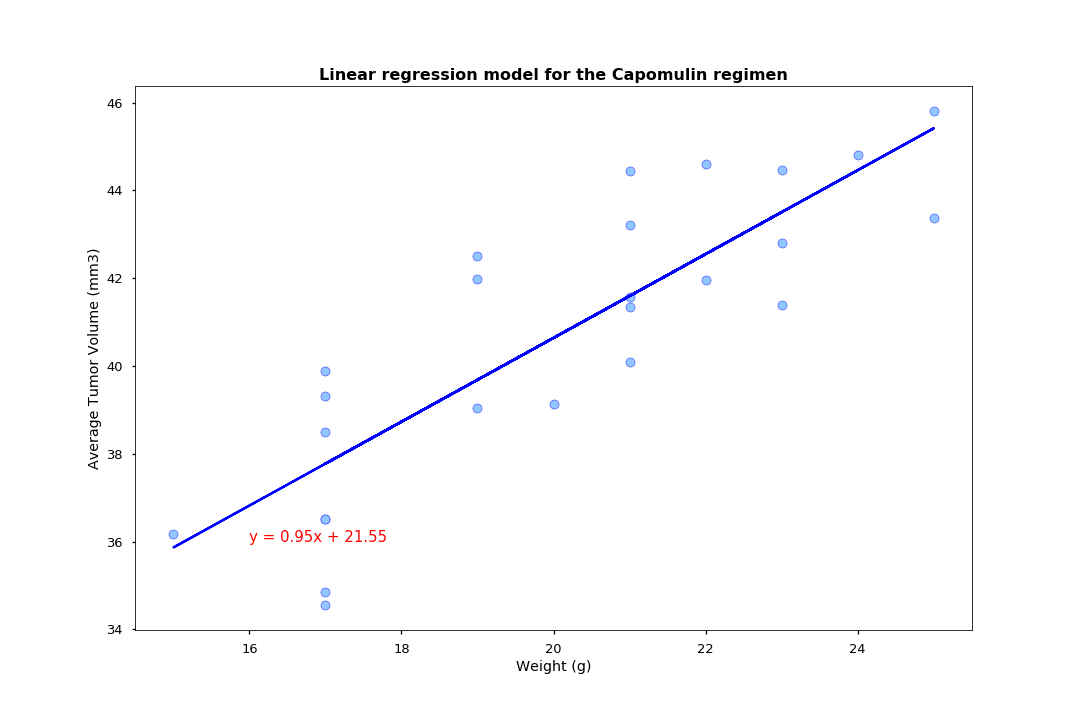 Linear regression model for the Capomulin regimen
46
44
42
40
38
36
34
Average Tumor Volume (mm3)
y = 0.95x + 21.55
16 18 20 22 24
Weight (g)